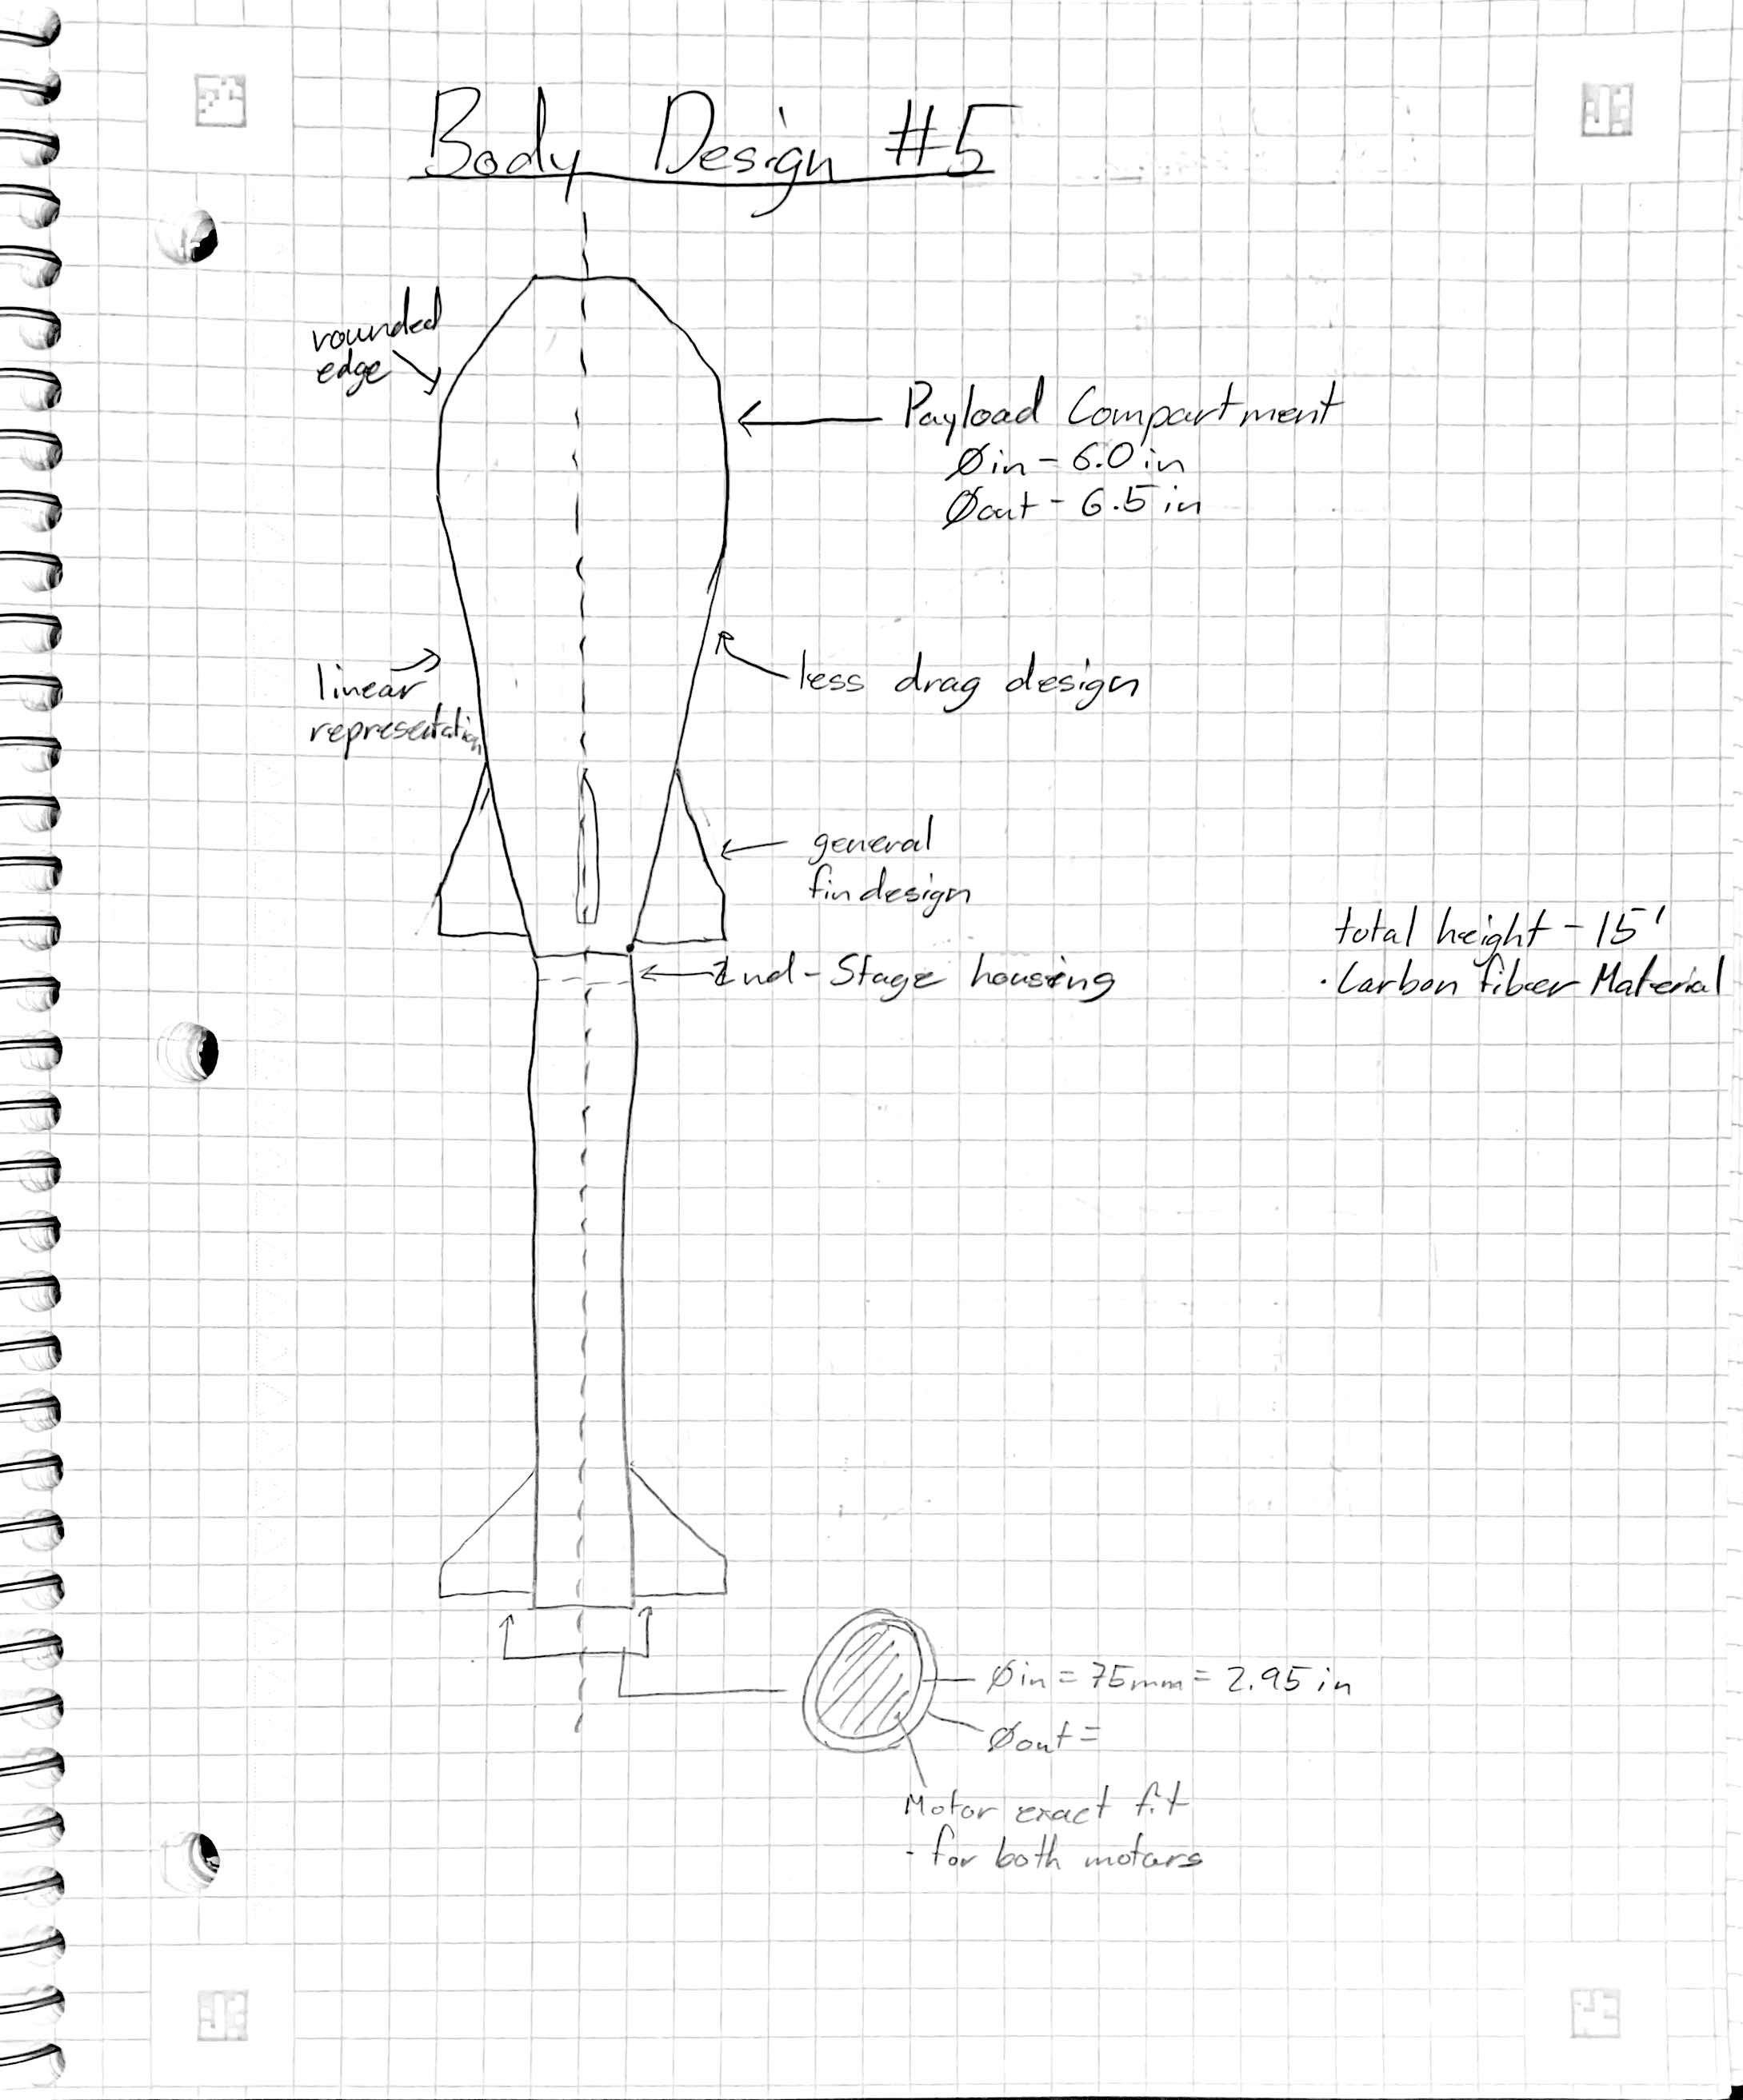 Body Design #5
rounded
edge
Payload Compartment
Øin - 6.0 in
Øout - 6.5 in
linear
representation
less drag design
general
fin design
total height - 15'
· Carbon fiber Material
2nd-Stage housing
Øin = 75mm = 2.95 in
Øout =
Motor exact fit
- for both motors